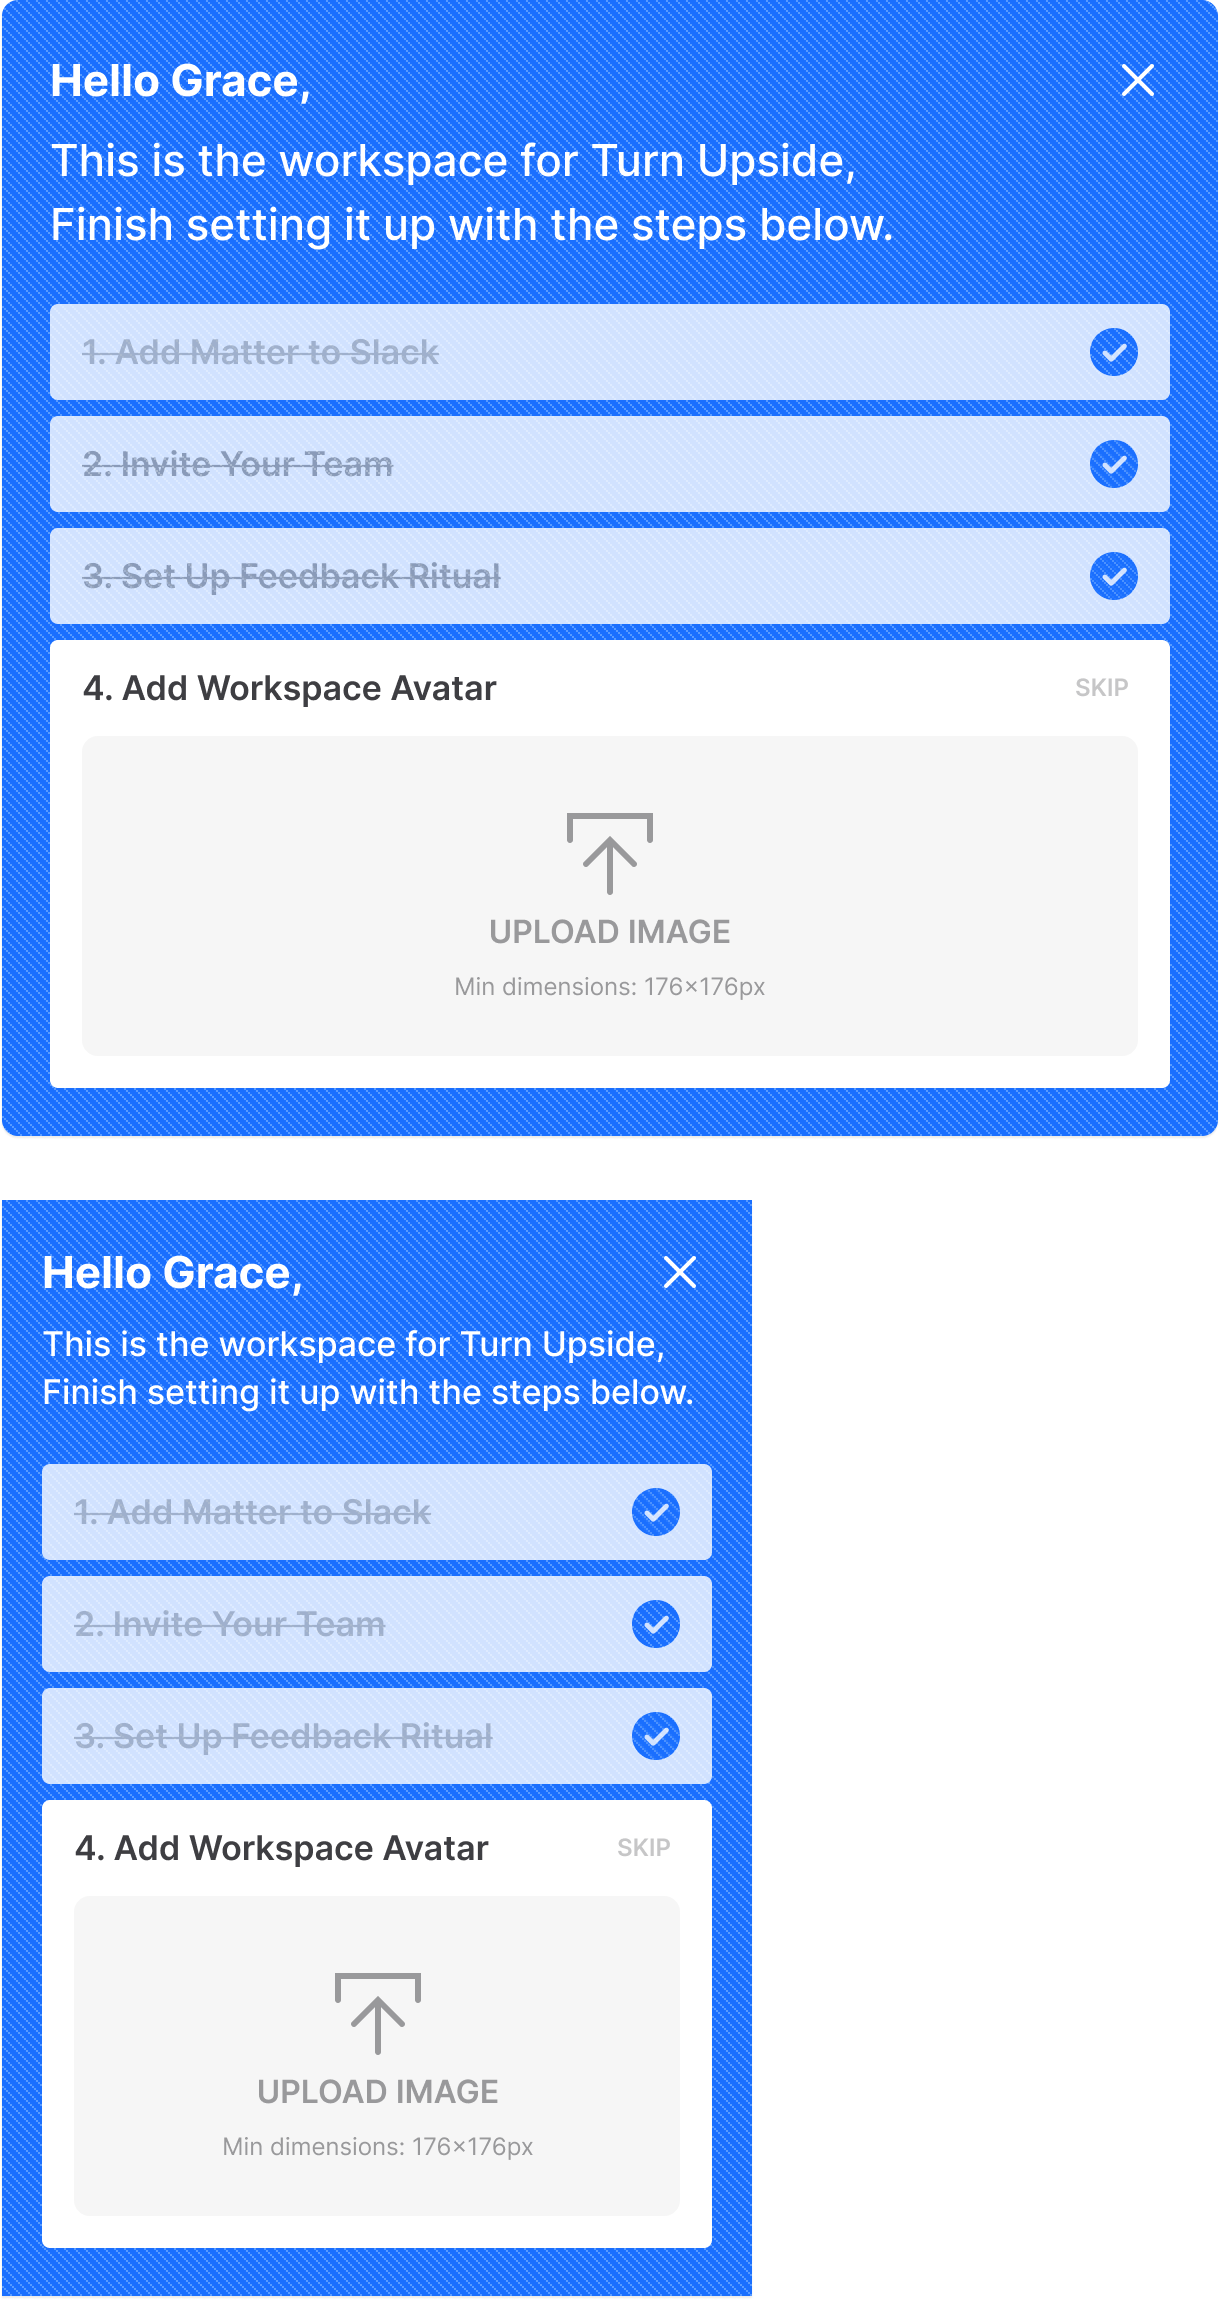 Hello Grace,
This is the workspace for Turn Upside,
Finish setting it up with the steps below.
1. Add Matter to Slack
2. Invite Your Team
3. Set Up Feedback Ritual
4. Add Workspace Avatar
SKIP
UPLOAD IMAGE
Min dimensions: 176×176px
Hello Grace,
This is the workspace for Turn Upside,
Finish setting it up with the steps below.
1. Add Matter to Slack
2. Invite Your Team
3. Set Up Feedback Ritual
4. Add Workspace Avatar
SKIP
UPLOAD IMAGE
Min dimensions: 176×176px